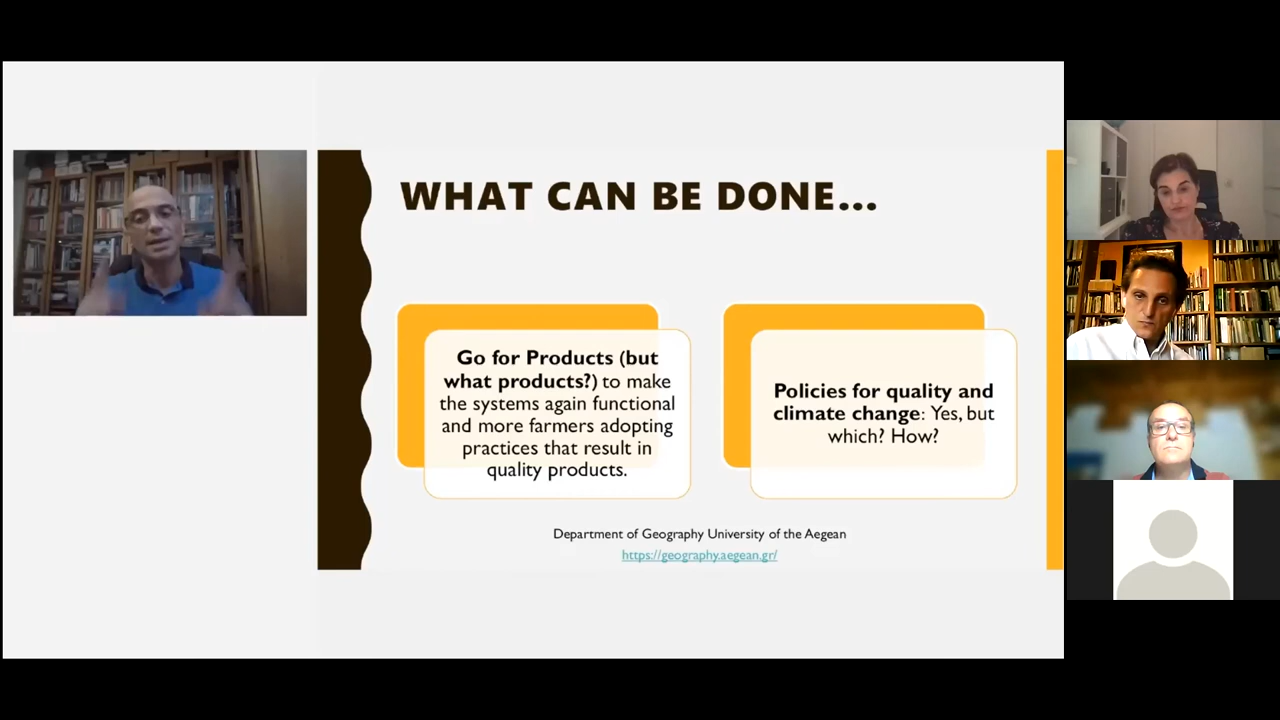 WHAT CAN BE DONE...
Go for Products (but
what products?) to make
the systems again functional
and more farmers adopting
practices that result in
quality products.
Policies for quality and
climate change: Yes, but
which? How?
Department of Geography University of the Aegean
https://geography.aegean.gr/